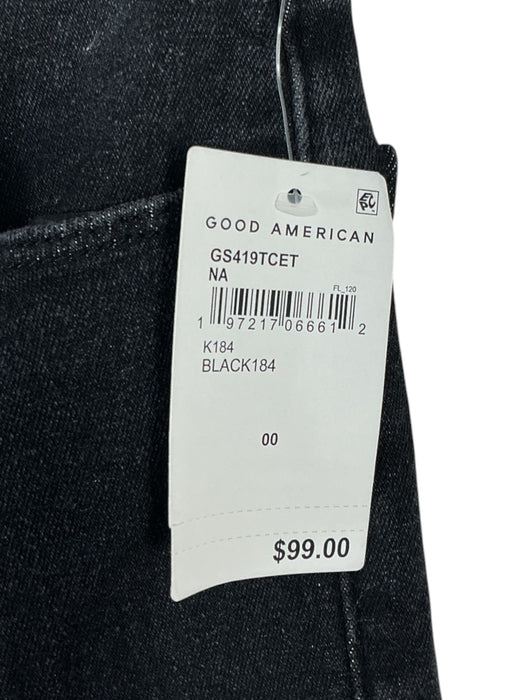 GOOD AMERICAN
GS419TCET
NA
FL_120
1 97217 06661 2
K184
BLACK184
00
$99.00